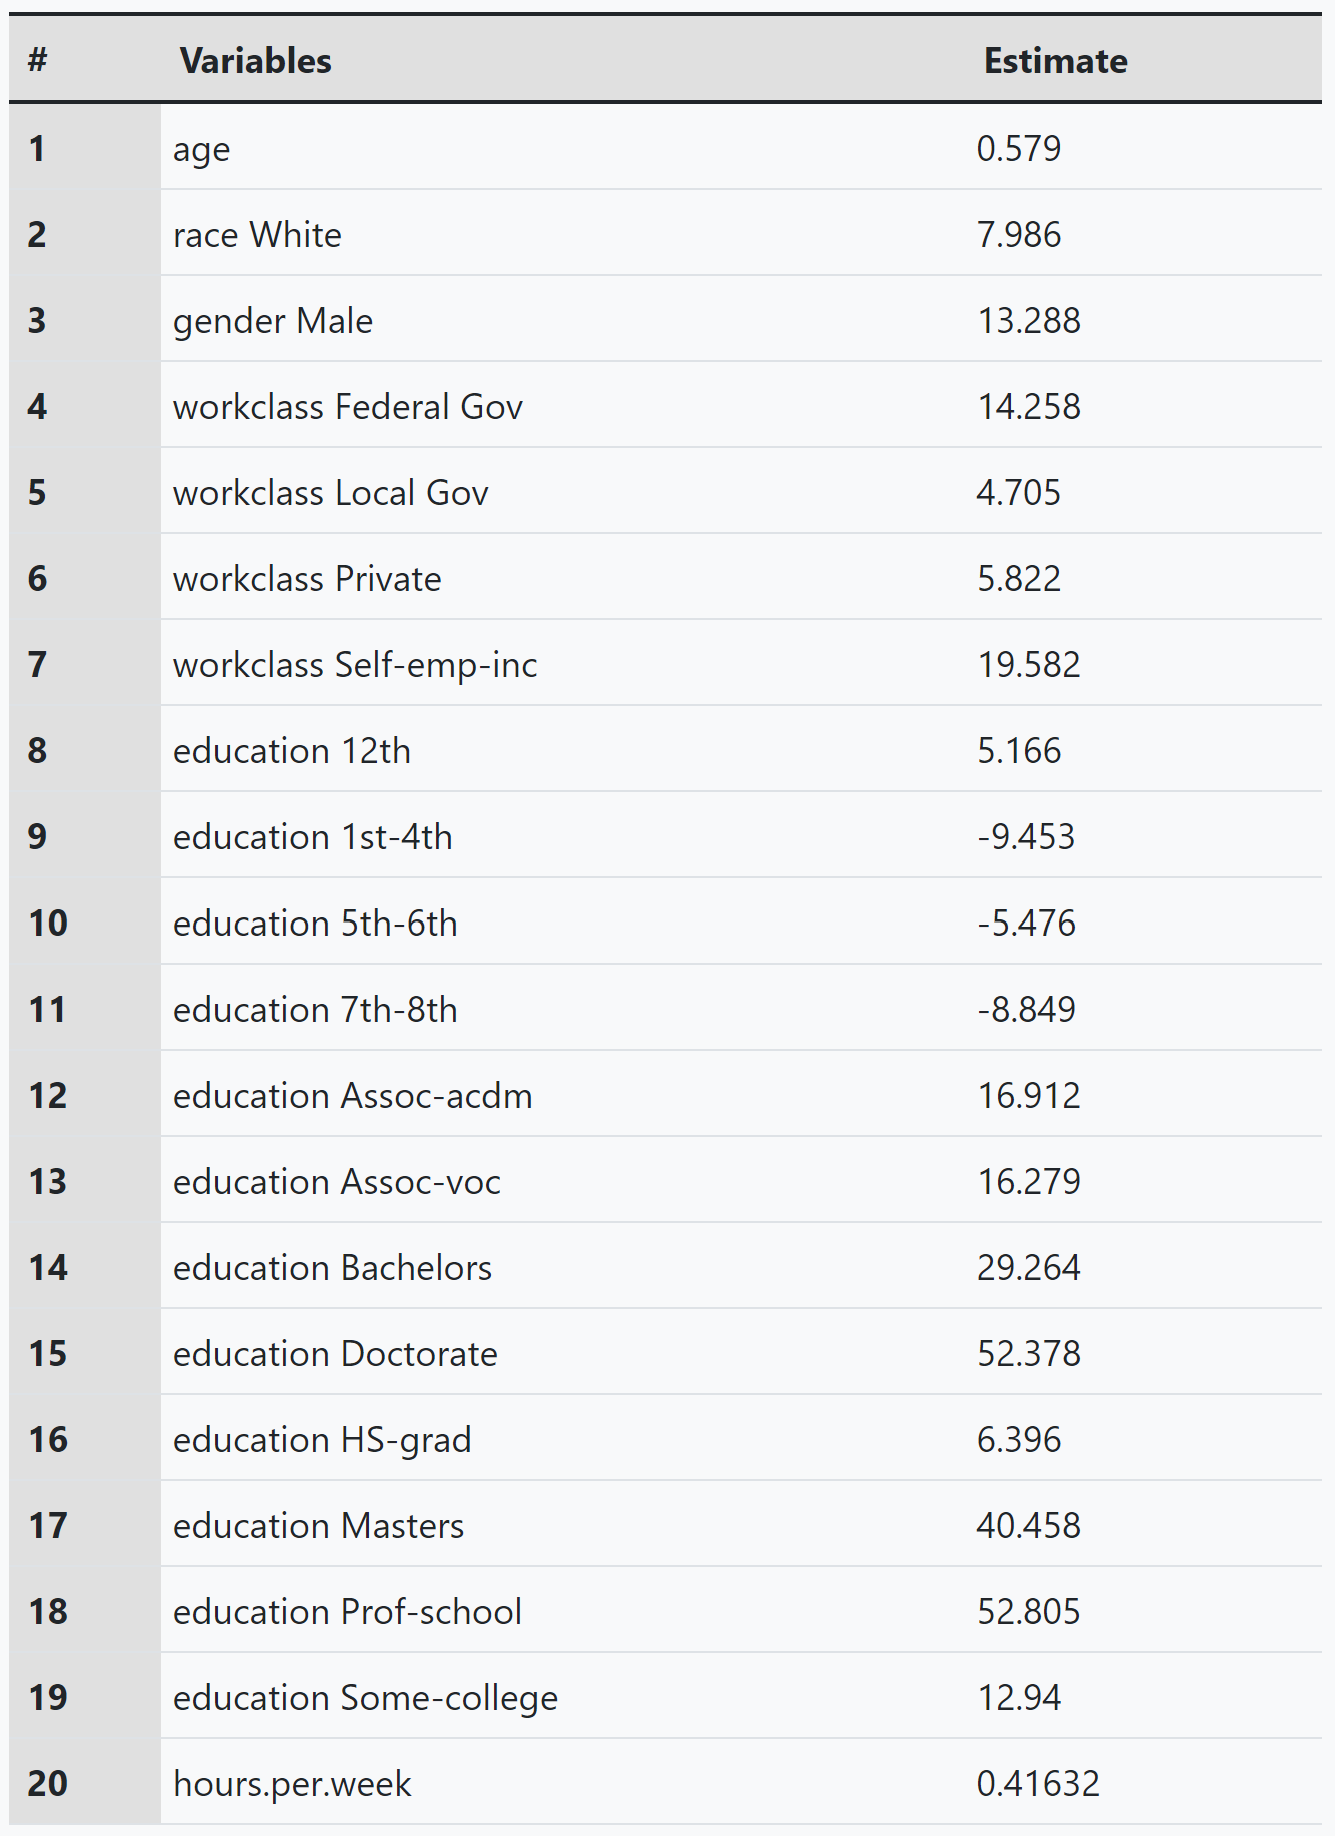 # Variables Estimate
1 age 0.579
2 race White 7.986
3 gender Male 13.288
4 workclass Federal Gov 14.258
5 workclass Local Gov 4.705
6 workclass Private 5.822
7 workclass Self-emp-inc 19.582
8 education 12th 5.166
9 education 1st-4th -9.453
10 education 5th-6th -5.476
11 education 7th-8th -8.849
12 education Assoc-acdm 16.912
13 education Assoc-voc 16.279
14 education Bachelors 29.264
15 education Doctorate 52.378
16 education HS-grad 6.396
17 education Masters 40.458
18 education Prof-school 52.805
19 education Some-college 12.94
20 hours.per.week 0.41632